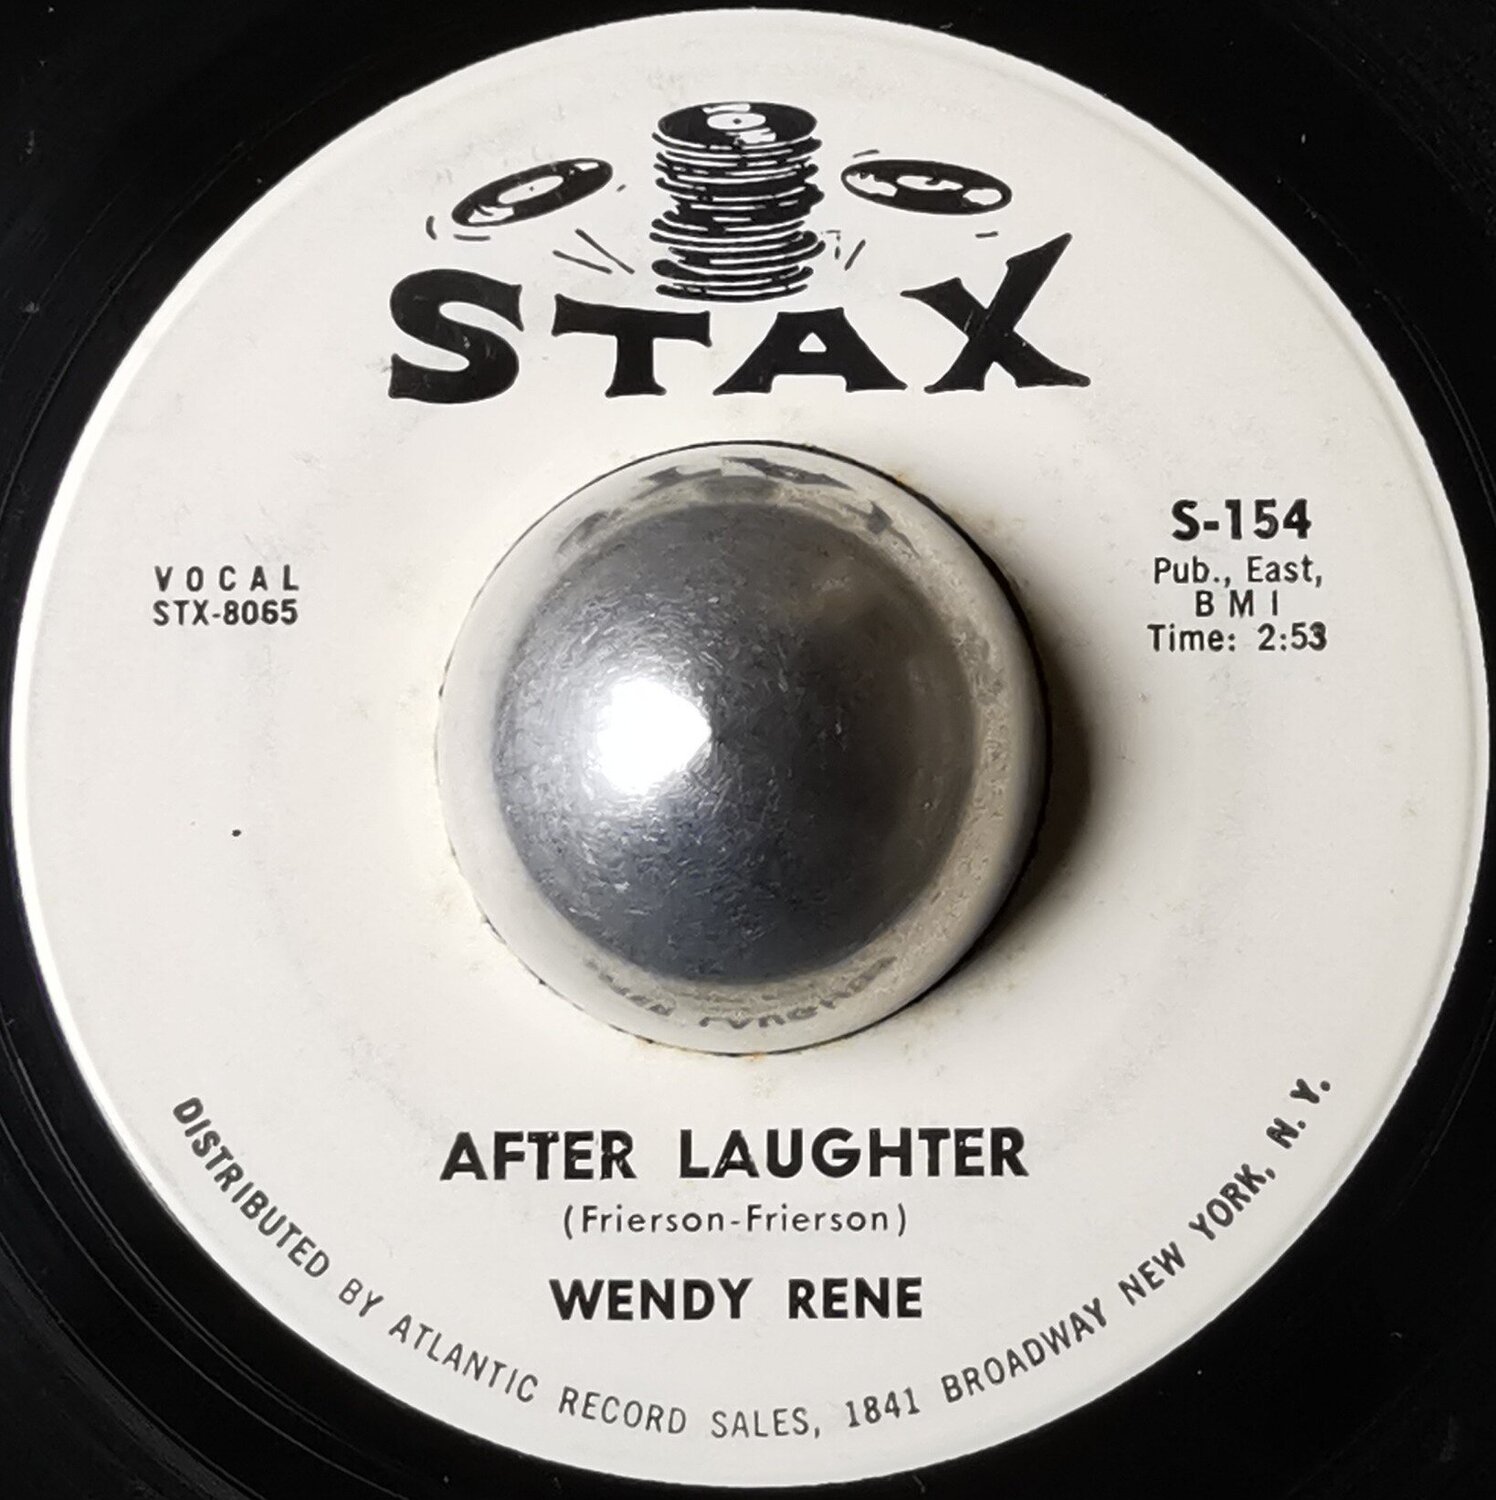 STAX
VOCAL
STX-8065
S-154
Pub., East,
BMI
Time: 2:53
AFTER LAUGHTER
(Frierson-Frierson)
WENDY RENE
DISTRIBUTED BY ATLANTIC RECORD SALES, 1841 BROADWAY NEW YORK, N. Y.